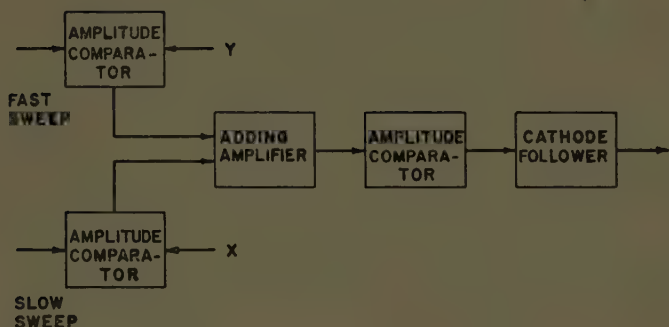 AMPLITUDE
COMPARA-
TOR
Y
FAST
SWEEP
ADDING
AMPLIFIER
AMPLITUDE
COMPARA-
TOR
CATHODE
FOLLOWER
AMPLITUDE
COMPARA-
TOR
X
SLOW
SWEEP